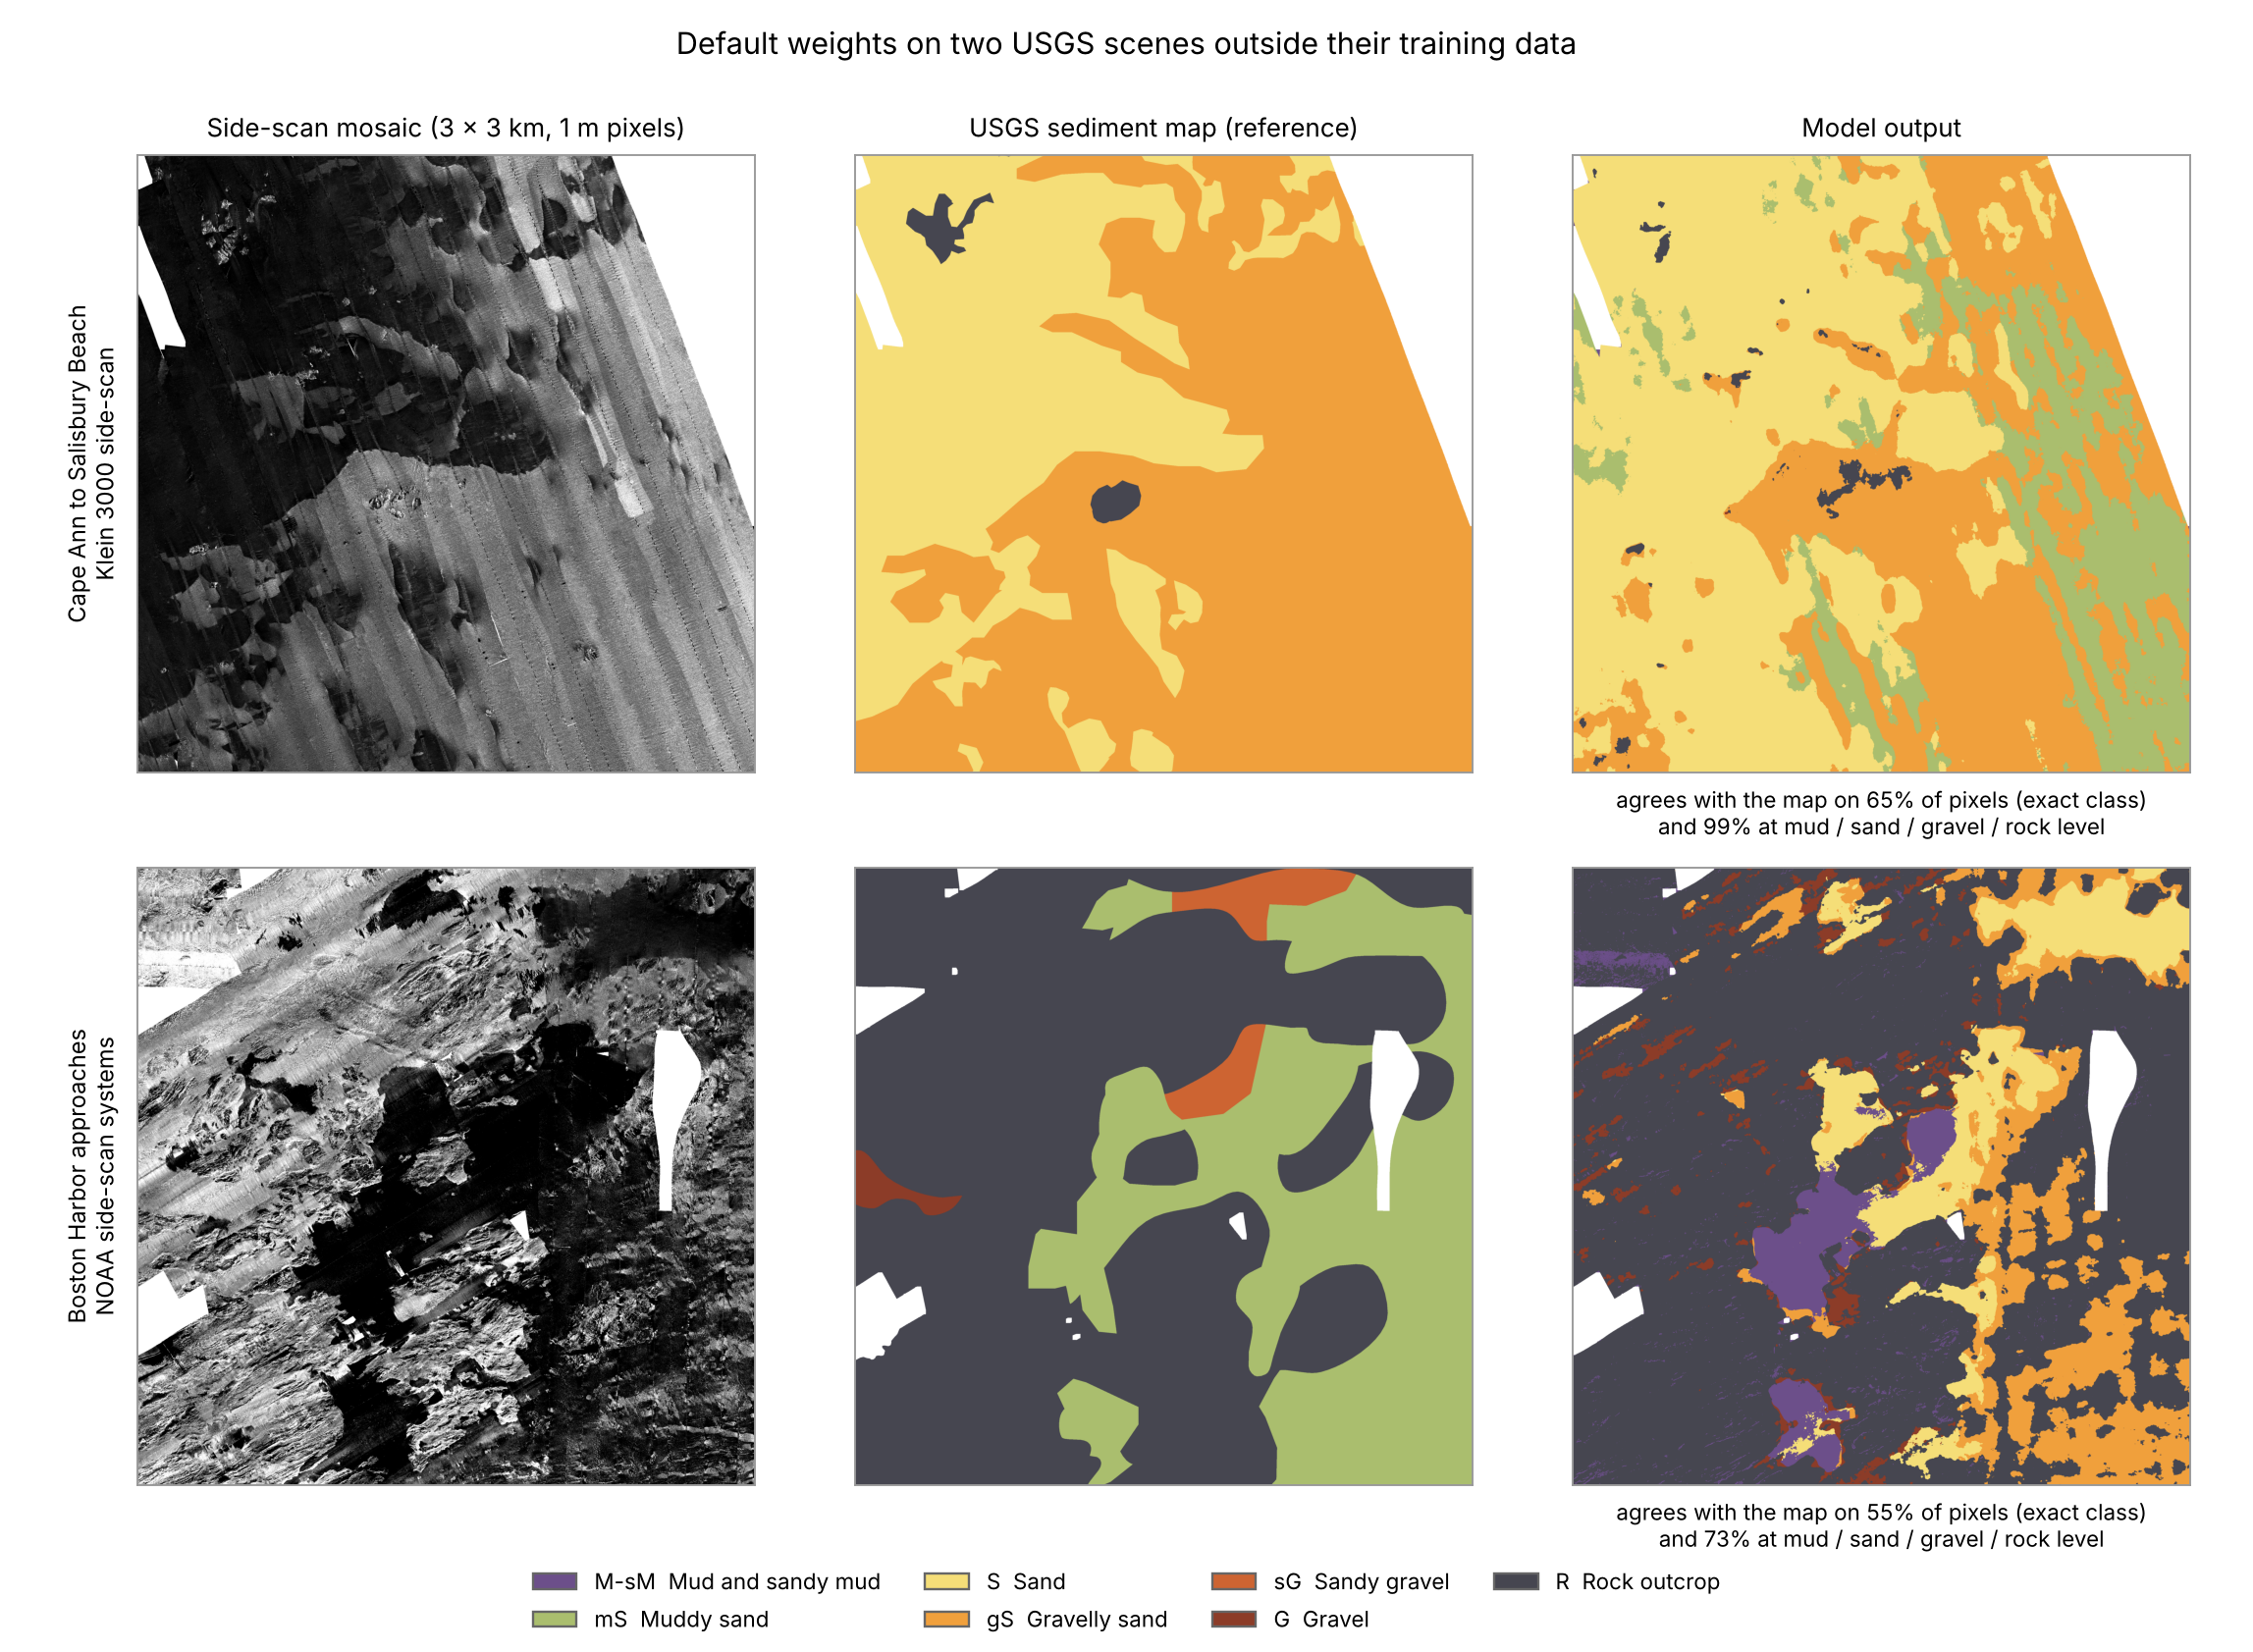 Default weights on two USGS scenes outside their training data
Side-scan mosaic (3 × 3 km, 1 m pixels)
USGS sediment map (reference)
Model output
Cape Ann to Salisbury Beach
Klein 3000 side-scan
agrees with the map on 65% of pixels (exact class)
and 99% at mud / sand / gravel / rock level
Boston Harbor approaches
NOAA side-scan systems
agrees with the map on 55% of pixels (exact class)
and 73% at mud / sand / gravel / rock level
M-sM Mud and sandy mud
S Sand
sG Sandy gravel
R Rock outcrop
mS Muddy sand
gS Gravelly sand
G Gravel